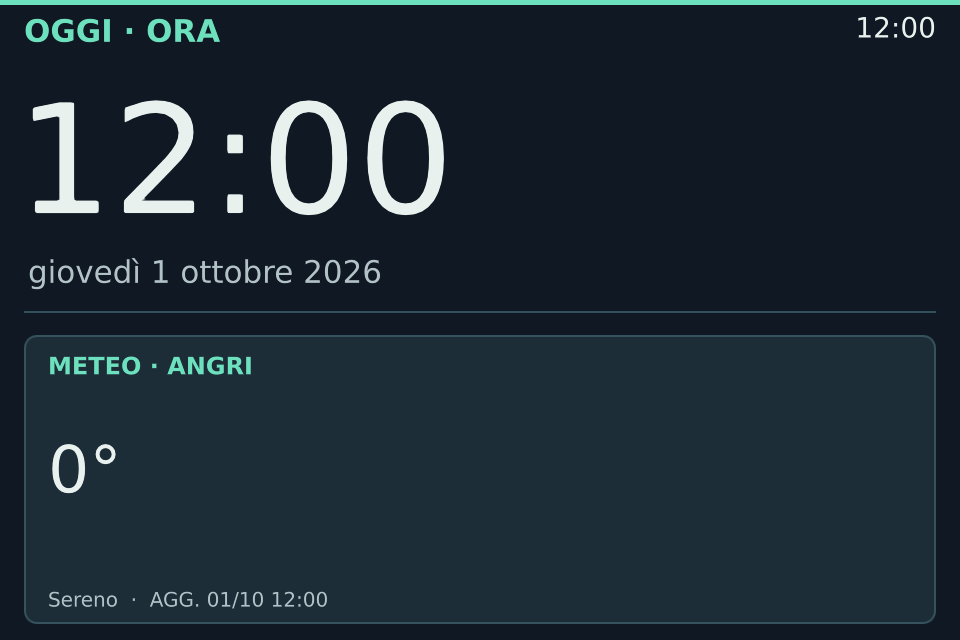 OGGI · ORA
12:00
12:00
giovedì 1 ottobre 2026
METEO · ANGRI
0°
Sereno · AGG. 01/10 12:00